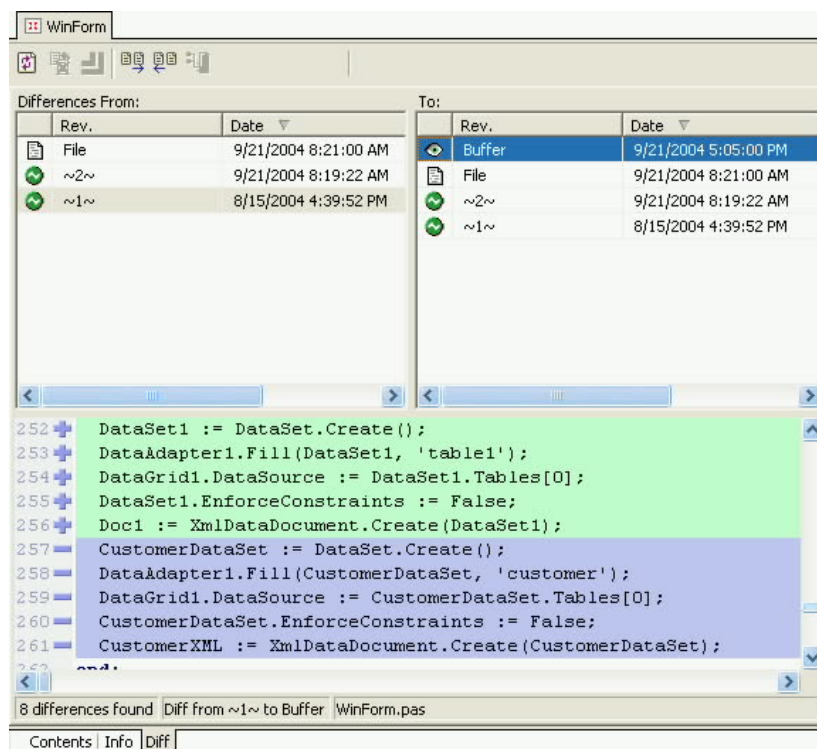 WinForm
Differences From:
To:
Rev. Date
Rev. Date
File 9/21/2004 8:21:00 AM
~2~ 9/21/2004 8:19:22 AM
~1~ 8/15/2004 4:39:52 PM
Buffer 9/21/2004 5:05:00 PM
File 9/21/2004 8:21:00 AM
~2~ 9/21/2004 8:19:22 AM
~1~ 8/15/2004 4:39:52 PM
252 + DataSet1 := DataSet.Create();
253 + DataAdapter1.Fill(DataSet1, 'table1');
254 + DataGrid1.DataSource := DataSet1.Tables[0];
255 + DataSet1.EnforceConstraints := False;
256 + Doc1 := XmlDataDocument.Create(DataSet1);
257 - CustomerDataSet := DataSet.Create();
258 - DataAdapter1.Fill(CustomerDataSet, 'customer');
259 - DataGrid1.DataSource := CustomerDataSet.Tables[0];
260 - CustomerDataSet.EnforceConstraints := False;
261 - CustomerXML := XmlDataDocument.Create(CustomerDataSet);
262 end;
8 differences found Diff from ~1~ to Buffer WinForm.pas
Contents Info Diff